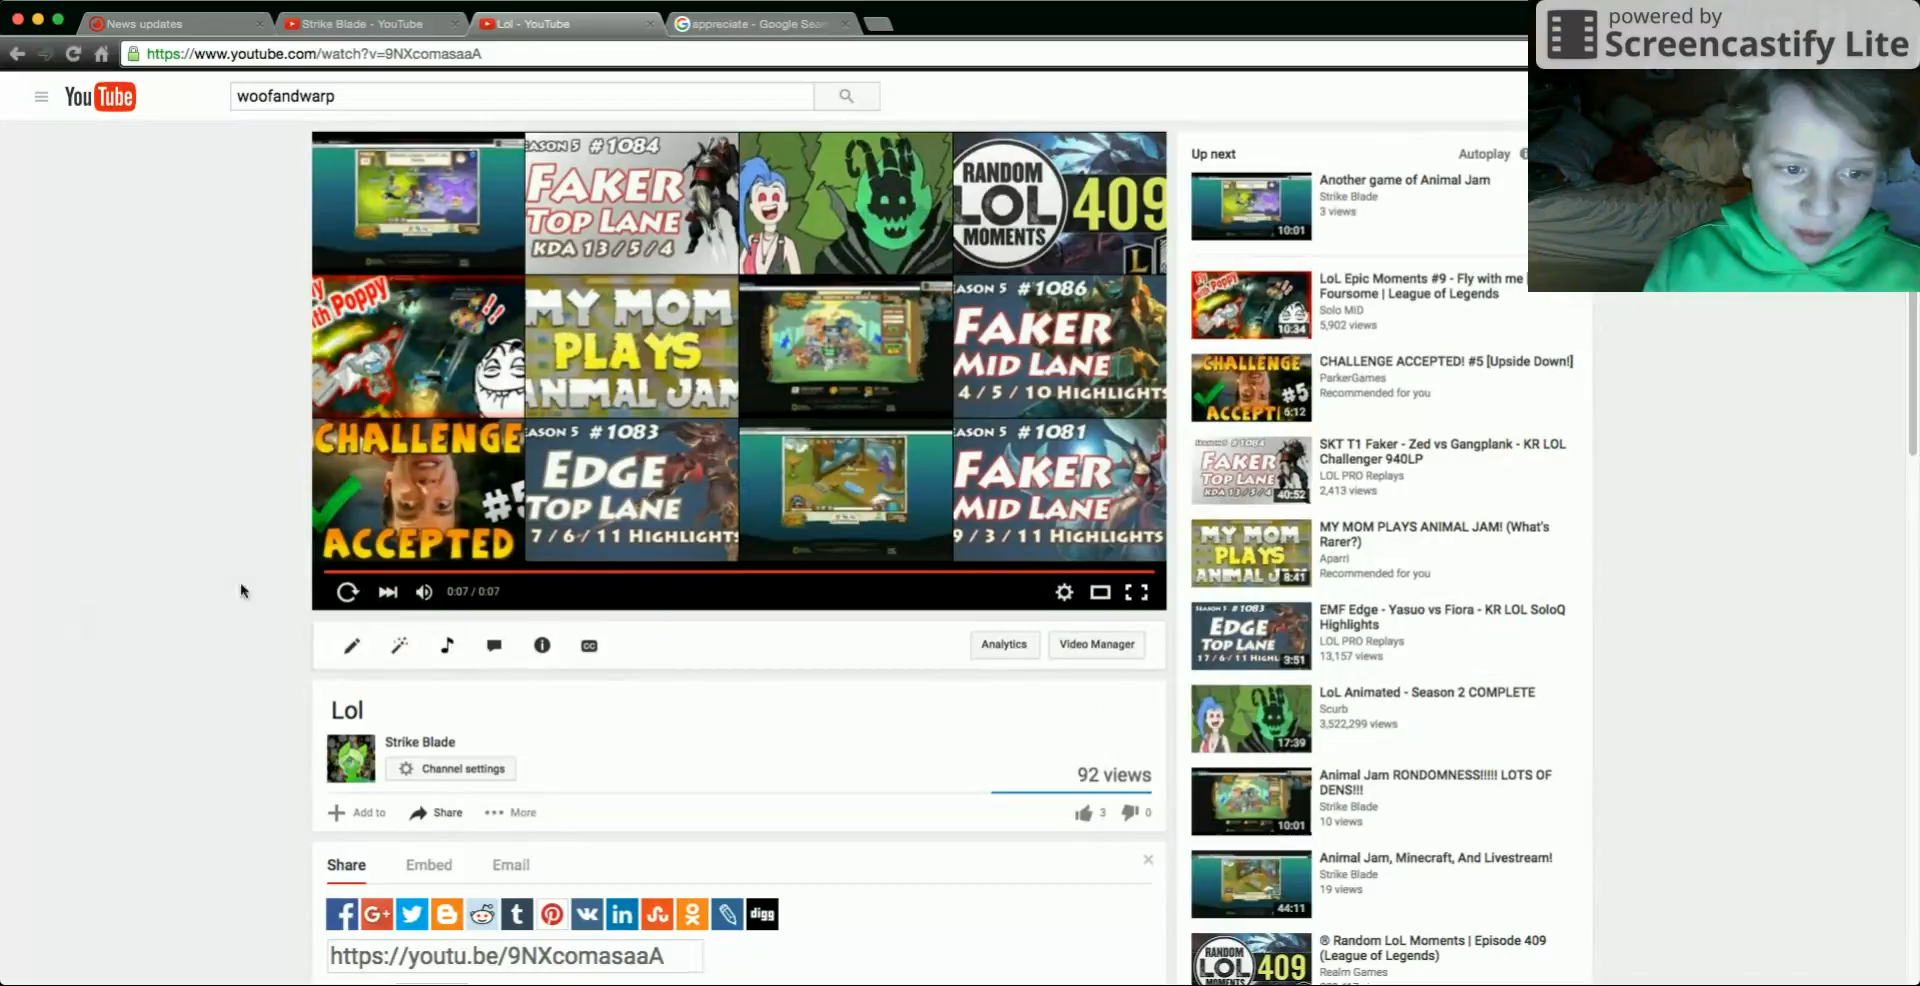 News updates
Strike Blade - YouTube
Lol - YouTube
appreciate - Google Sea
powered by
Screencastify Lite
https://www.youtube.com/watch?v=9NXcomasaaA
YouTube
woofandwarp
EASON 5 #1084
FAKER
TOP LANE
KDA 13/5/4
RANDOM
LOL
MOMENTS
409
L
with Poppy
MY MOM
PLAYS
ANIMAL JAM
EASON 5 #1086
FAKER
MID LANE
4/5/10 HIGHLIGHTS
CHALLENGE
#5
ACCEPTED
EASON 5 #1083
EDGE
TOP LANE
7/6/11 HIGHLIGHTS
EASON 5 #1081
FAKER
MID LANE
9/3/11 HIGHLIGHTS
0:07 / 0:07
Analytics
Video Manager
Lol
Strike Blade
Channel settings
92 views
Add to
Share
More
3
0
Share
Embed
Email
digg
https://youtu.be/9NXcomasaaA
Up next
Autoplay
Another game of Animal Jam
Strike Blade
3 views
10:01
LoL Epic Moments #9 - Fly with me
Foursome | League of Legends
Solo MID
5,902 views
10:34
CHALLENGE ACCEPTED! #5 [Upside Down!]
ParkerGames
Recommended for you
6:12
SKT T1 Faker - Zed vs Gangplank - KR LOL
Challenger 940LP
LOL PRO Replays
2,413 views
40:52
MY MOM PLAYS ANIMAL JAM! (What's
Rarer?)
Aparri
Recommended for you
8:41
EMF Edge - Yasuo vs Fiora - KR LOL SoloQ
Highlights
LOL PRO Replays
13,157 views
3:51
LoL Animated - Season 2 COMPLETE
Scurb
3,522,299 views
17:39
Animal Jam RONDOMNESS!!!!! LOTS OF
DENS!!!
Strike Blade
10 views
10:01
Animal Jam, Minecraft, And Livestream!
Strike Blade
19 views
44:11
® Random LoL Moments | Episode 409
(League of Legends)
Realm Games